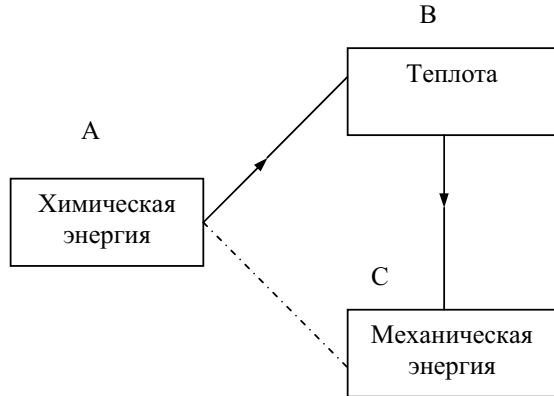 B
Теплота
A
Химическая
энергия
C
Механическая
энергия